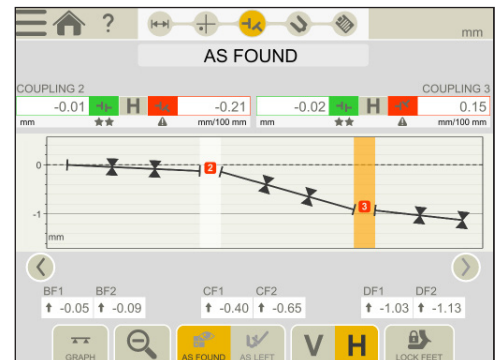 ?
mm
AS FOUND
COUPLING 2 COUPLING 3
-0.01 H -0.21 -0.02 H 0.15
mm mm/100 mm mm mm/100 mm
0
2
3
-1
mm
BF1 BF2 CF1 CF2 DF1 DF2
-0.05 -0.09 -0.40 -0.65 -1.03 -1.13
V H
GRAPH AS FOUND AS LEFT LOCK FEET